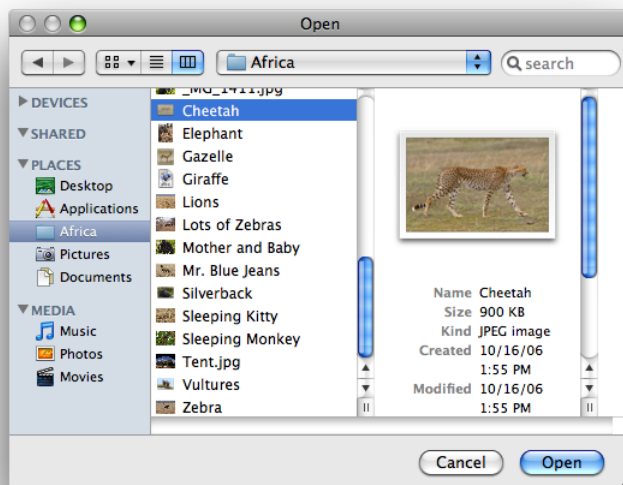 Open
Africa
search
DEVICES
SHARED
PLACES
Desktop
Applications
Africa
Pictures
Documents
MEDIA
Music
Photos
Movies
_MG_1411.jpg
Cheetah
Elephant
Gazelle
Giraffe
Lions
Lots of Zebras
Mother and Baby
Mr. Blue Jeans
Silverback
Sleeping Kitty
Sleeping Monkey
Tent.jpg
Vultures
Zebra
Name Cheetah
Size 900 KB
Kind JPEG image
Created 10/16/06
1:55 PM
Modified 10/16/06
1:55 PM
Cancel
Open